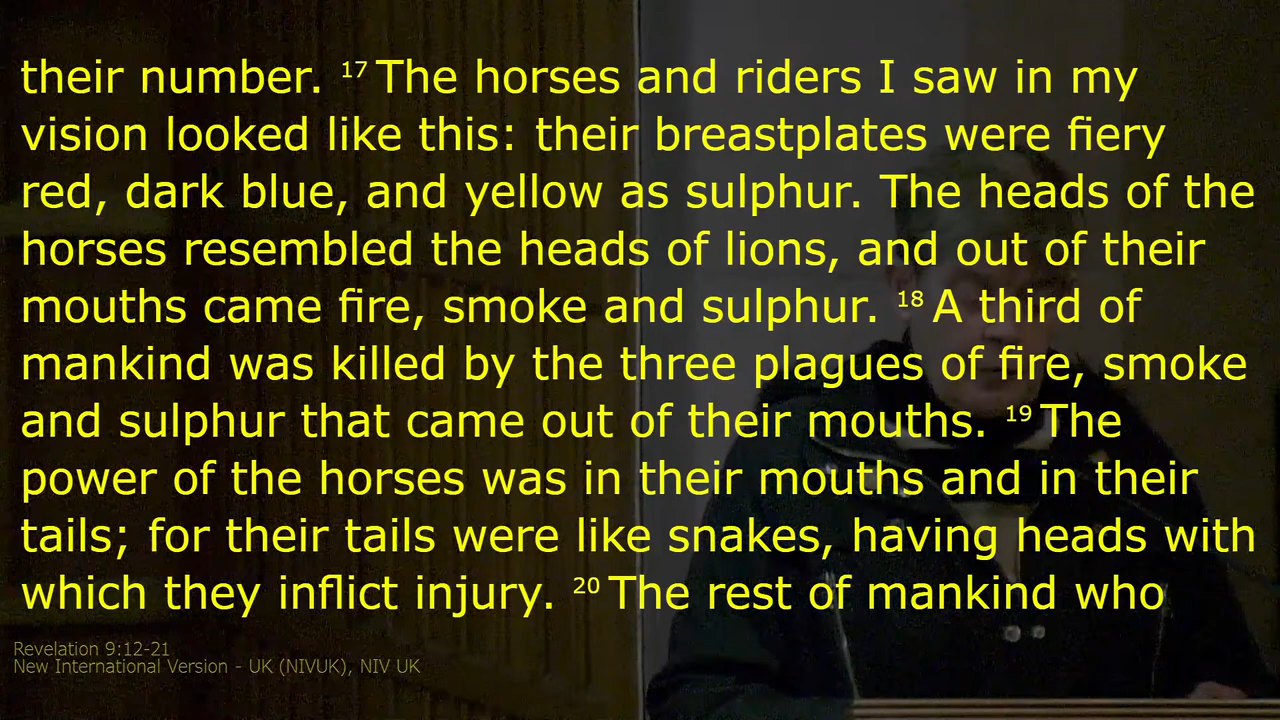 their number. 17 The horses and riders I saw in my
vision looked like this: their breastplates were fiery
red, dark blue, and yellow as sulphur. The heads of the
horses resembled the heads of lions, and out of their
mouths came fire, smoke and sulphur. 18 A third of
mankind was killed by the three plagues of fire, smoke
and sulphur that came out of their mouths. 19 The
power of the horses was in their mouths and in their
tails; for their tails were like snakes, having heads with
which they inflict injury. 20 The rest of mankind who
Revelation 9:12-21
New International Version - UK (NIVUK), NIV UK